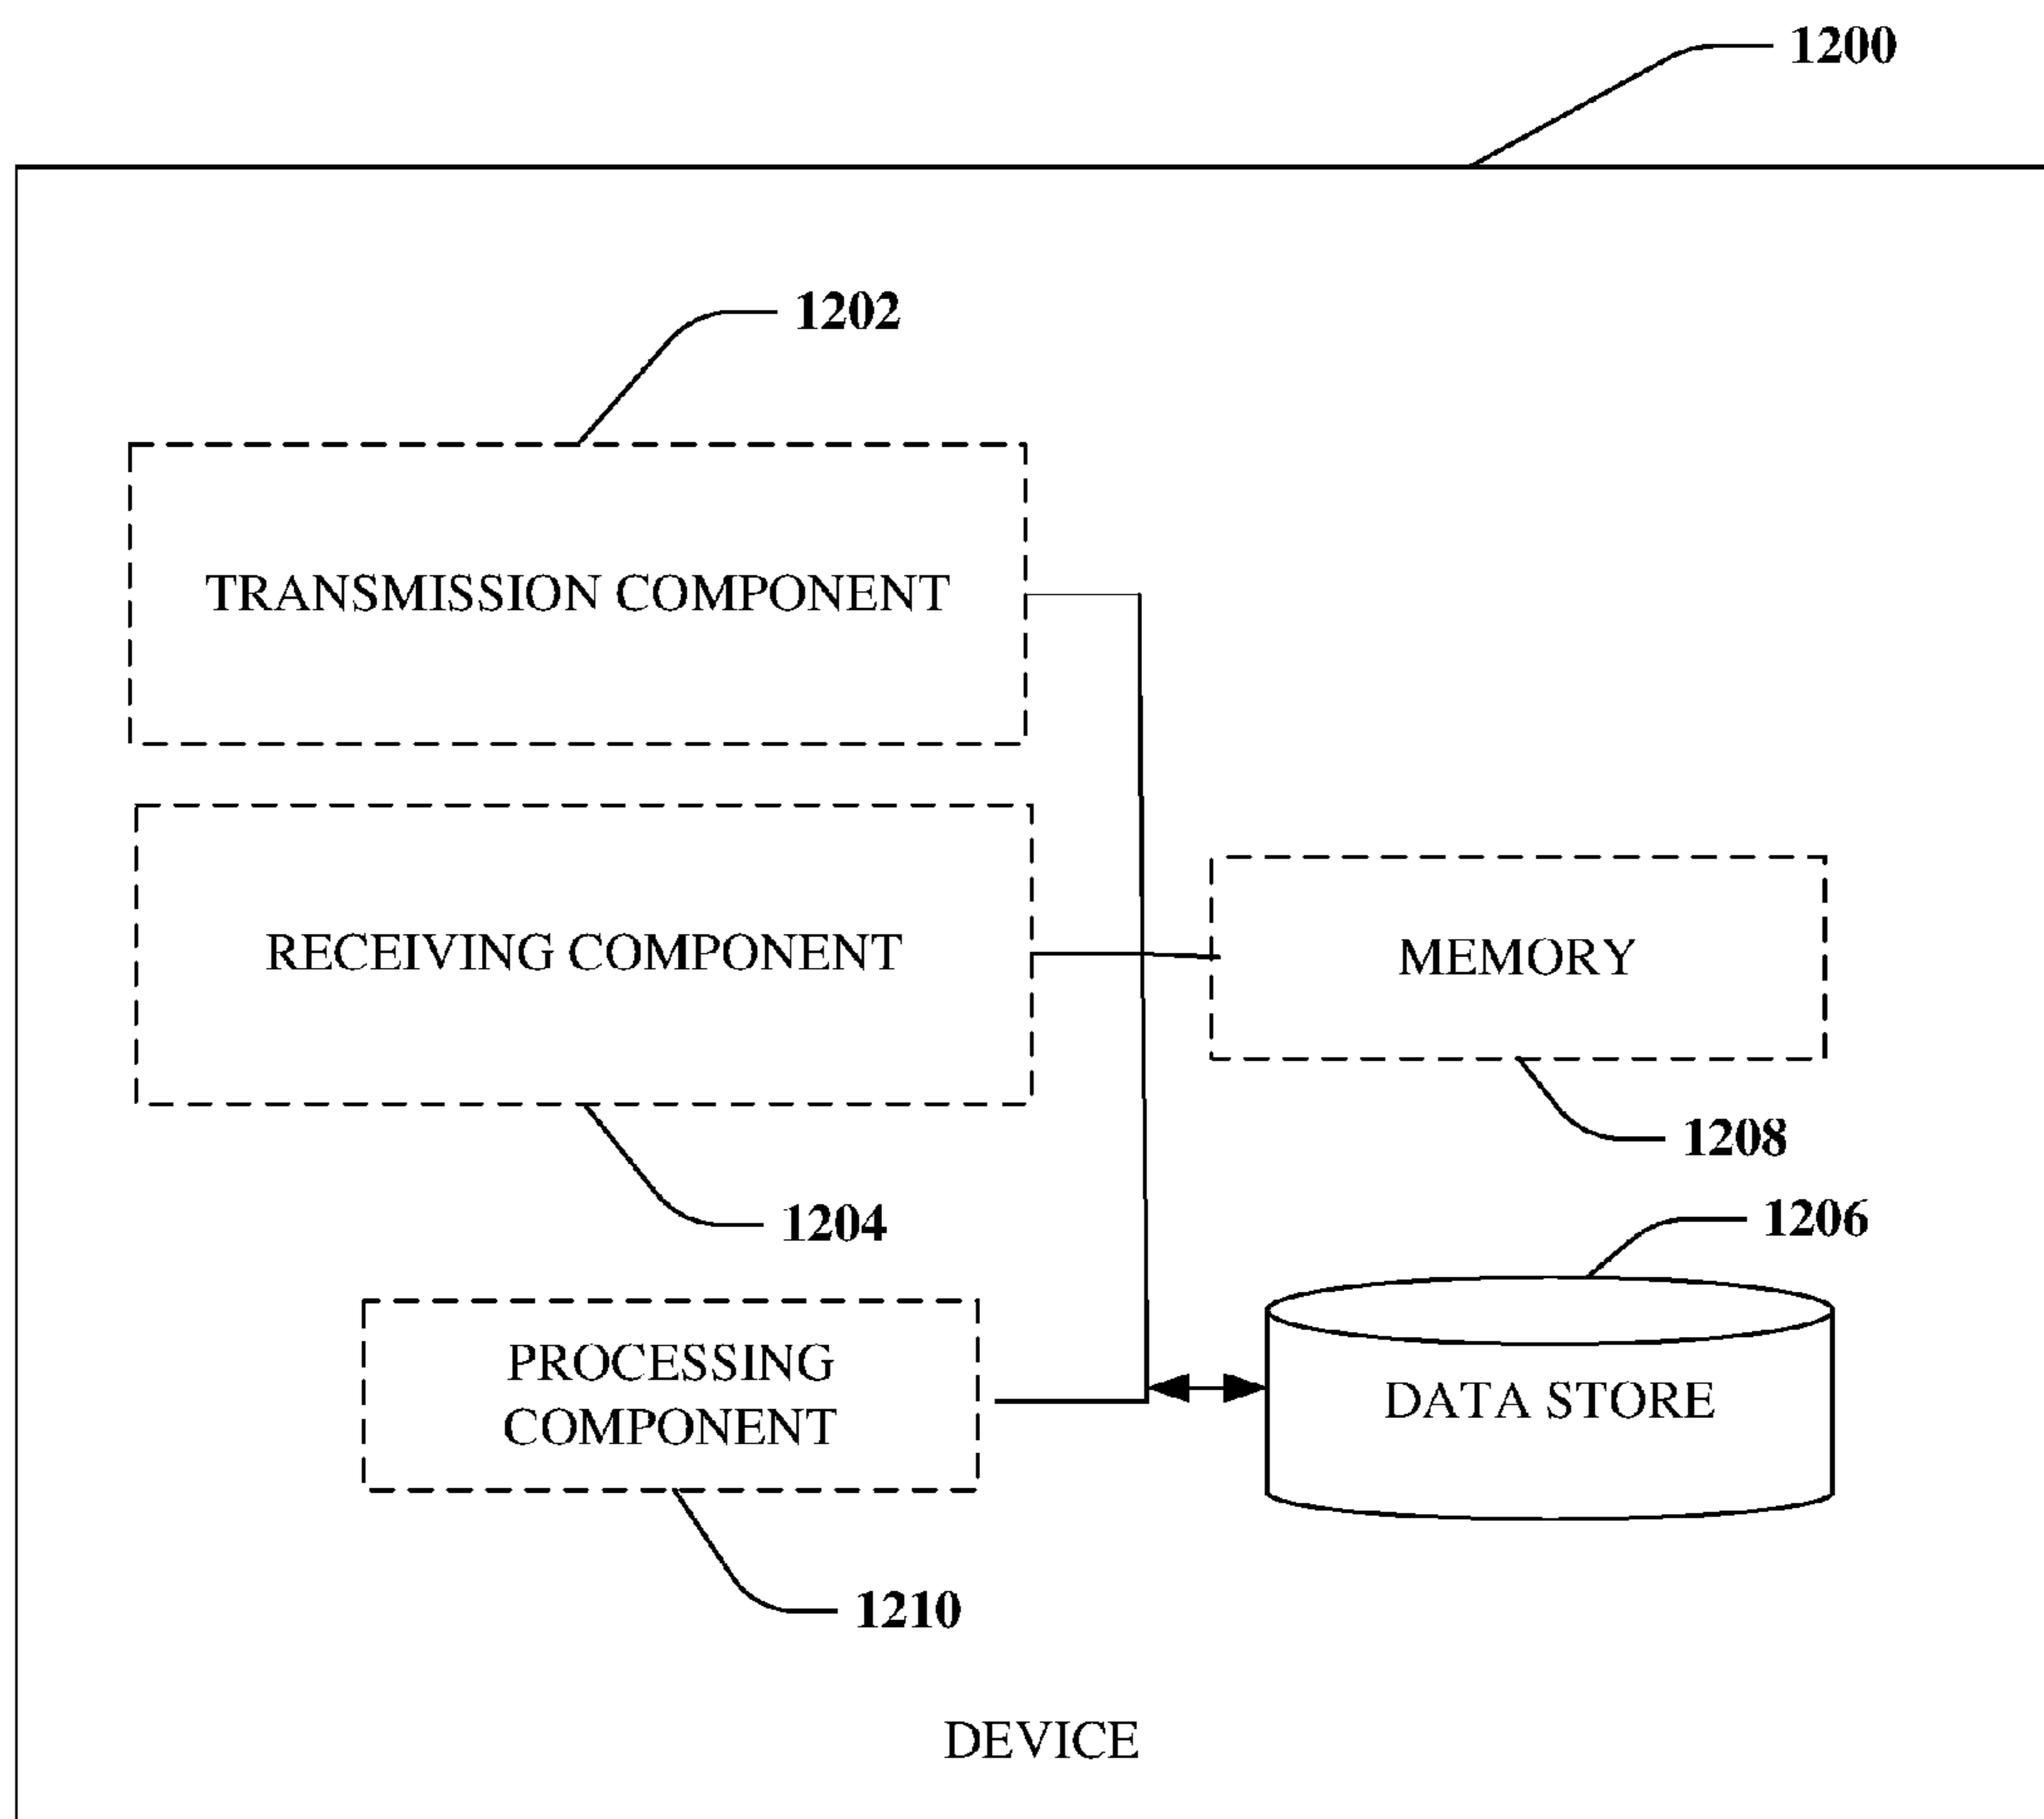 1200
1202
TRANSMISSION COMPONENT
RECEIVING COMPONENT
MEMORY
1208
1204
1206
PROCESSING
COMPONENT
DATA STORE
1210
DEVICE